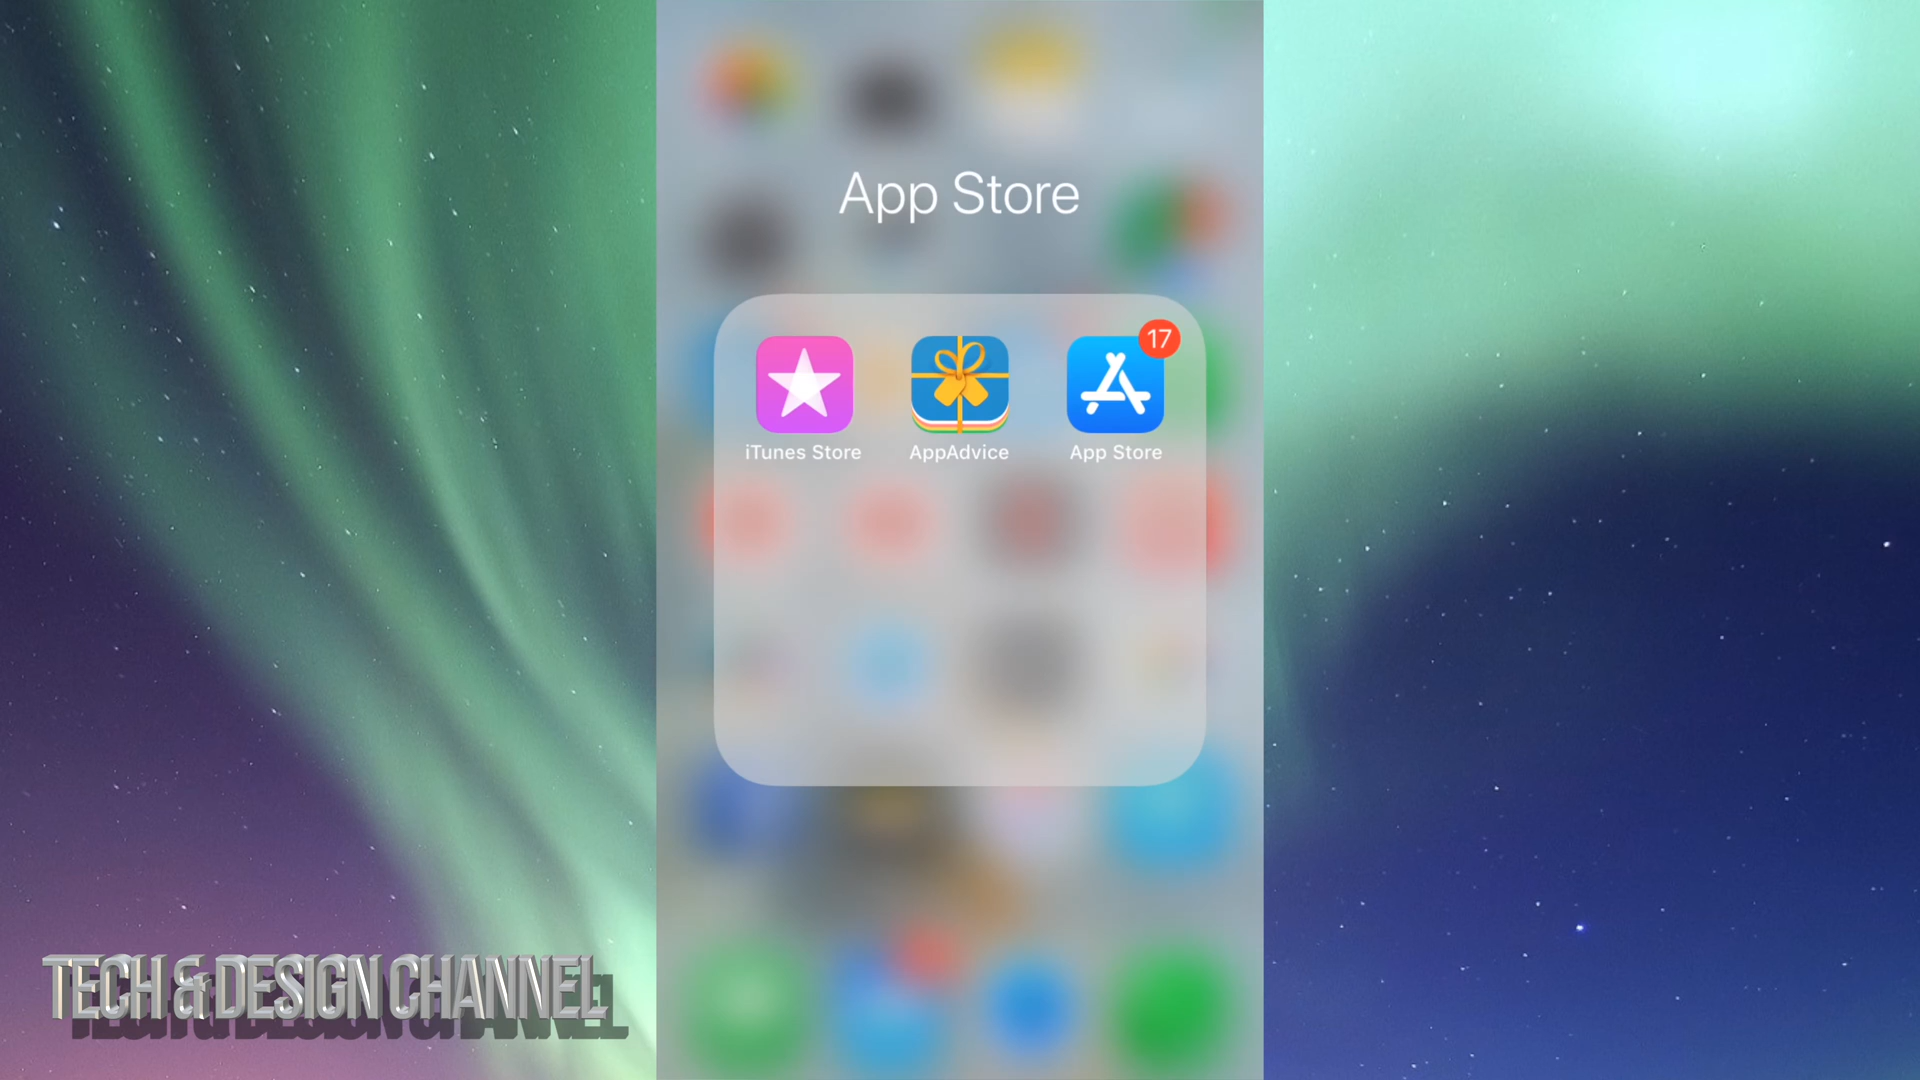 App Store
17
iTunes Store
AppAdvice
App Store
TECH & DESIGN CHANNEL